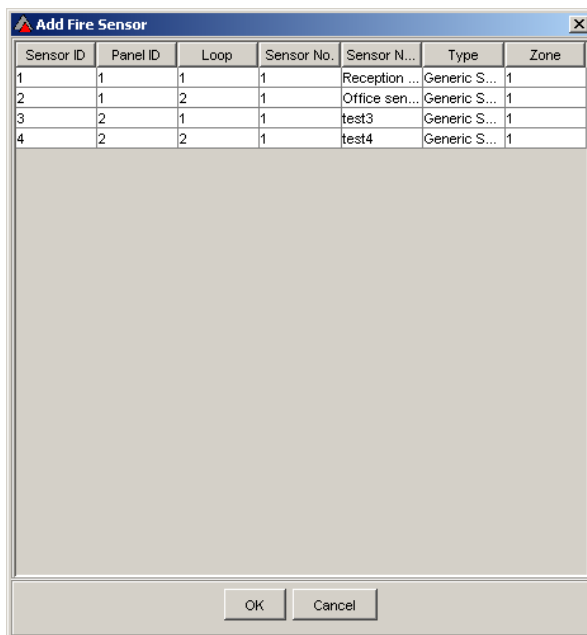 Add Fire Sensor
Sensor ID Panel ID Loop Sensor No. Sensor N... Type Zone
1 1 1 1 Reception ... Generic S... 1
2 1 2 1 Office sen... Generic S... 1
3 2 1 1 test3 Generic S... 1
4 2 2 1 test4 Generic S... 1
OK Cancel